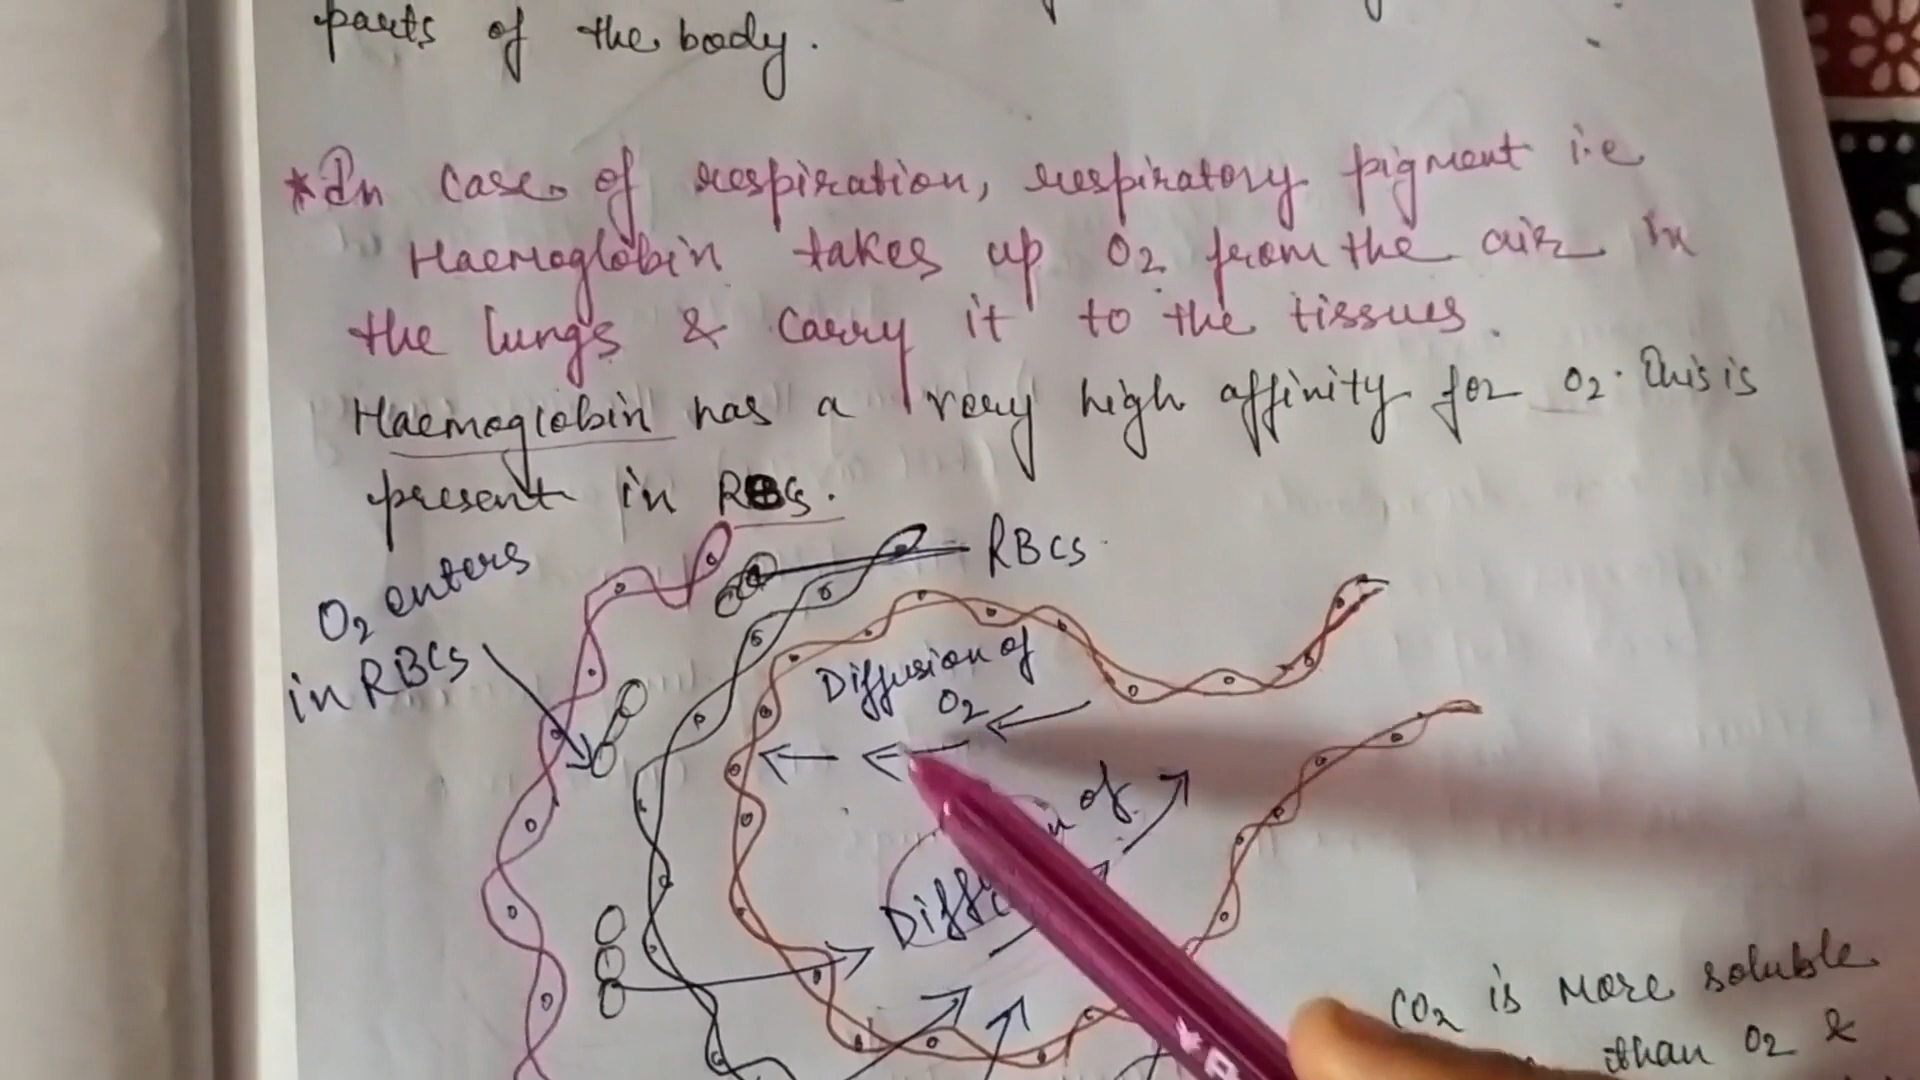 parts of the body.
*In case of respiration, respiratory pigment i.e
Haemoglobin takes up O2 from the air in
the lungs & carry it to the tissues.
Haemoglobin has a very high affinity for O2. This is
present in RBCs.
O2 enters
in RBCs
RBCs
Diffusion of
O2
of
CO2 is more soluble
than O2 &